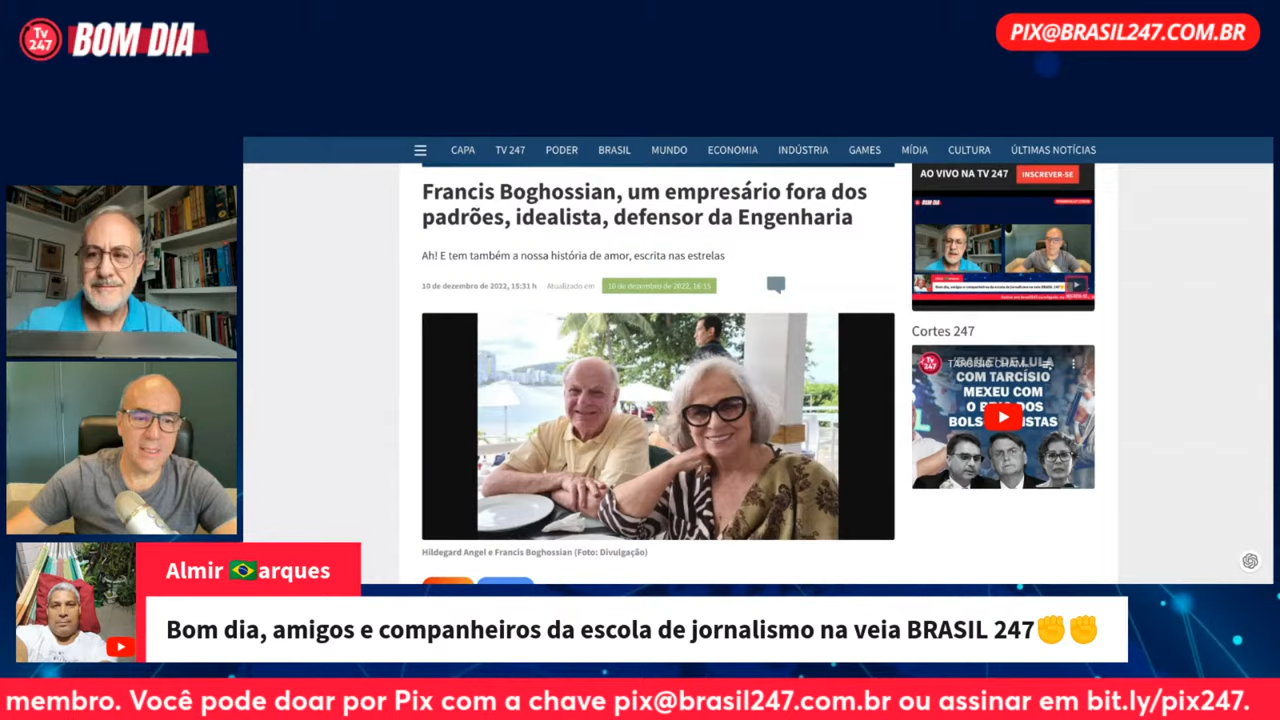 Tv 247 BOM DIA
PIX@BRASIL247.COM.BR
CAPA TV 247 PODER BRASIL MUNDO ECONOMIA INDÚSTRIA GAMES MÍDIA CULTURA ÚLTIMAS NOTÍCIAS
Francis Boghossian, um empresário fora dos
padrões, idealista, defensor da Engenharia
Ah! E tem também a nossa história de amor, escrita nas estrelas
10 de dezembro de 2022, 15:31 h Atualizado em 10 de dezembro de 2022, 16:15
Hildegard Angel e Francis Boghossian (Foto: Divulgação)
AO VIVO NA TV 247 INSCREVER-SE
BOM DIA
Cortes 247
Tv 247
COM TARCÍSIO
MEXEU COM
Almir 🇧🇷arques
Bom dia, amigos e companheiros da escola de jornalismo na veia BRASIL 247✊✊
membro. Você pode doar por Pix com a chave pix@brasil247.com.br ou assinar em bit.ly/pix247.